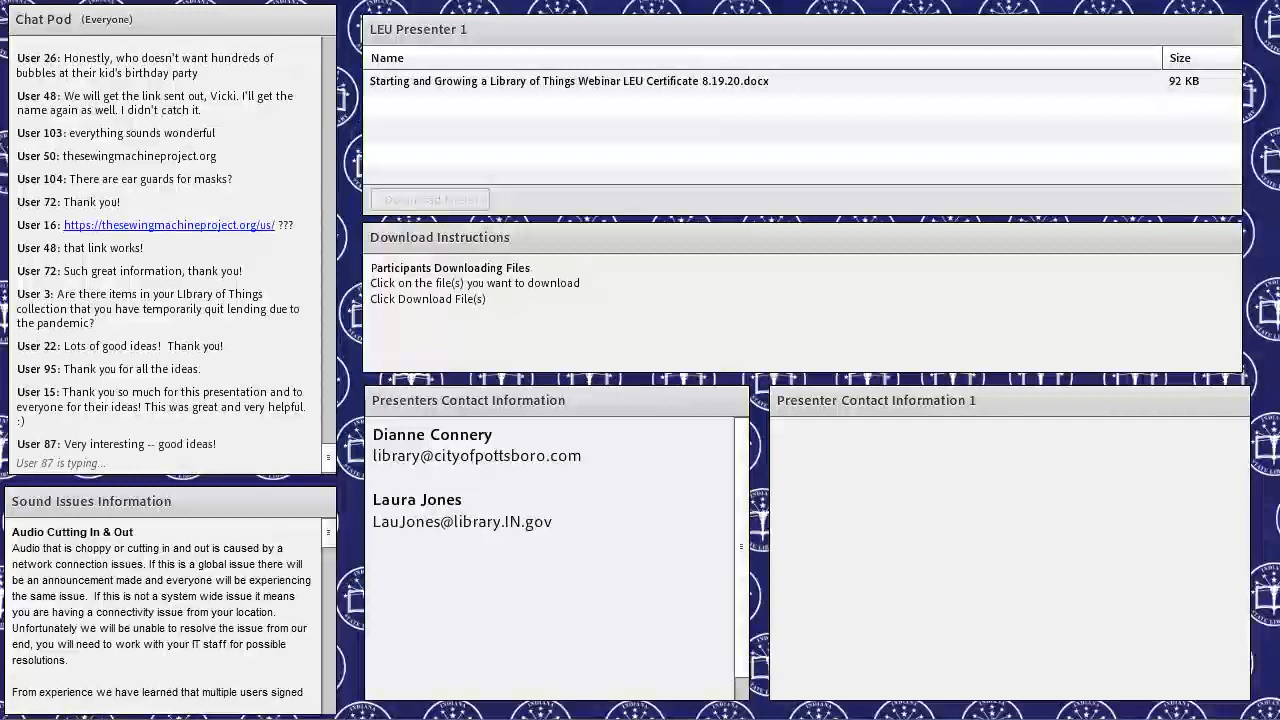 Chat Pod (Everyone)
User 26: Honestly, who doesn't want hundreds of
bubbles at their kid's birthday party
User 48: We will get the link sent out, Vicki. I'll get the
name again as well. I didn't catch it.
User 103: everything sounds wonderful
User 50: thesewingmachineproject.org
User 104: There are ear guards for masks?
User 72: Thank you!
User 16: https://thesewingmachineproject.org/us/ ???
User 48: that link works!
User 72: Such great information, thank you!
User 3: Are there items in your LIbrary of Things
collection that you have temporarily quit lending due to
the pandemic?
User 22: Lots of good ideas! Thank you!
User 95: Thank you for all the ideas.
User 15: Thank you so much for this presentation and to
everyone for their ideas! This was great and very helpful.
:)
User 87: Very interesting -- good ideas!
User 87 is typing...
Sound Issues Information
Audio Cutting In & Out
Audio that is choppy or cutting in and out is caused by a
network connection issues. If this is a global issue there will
be an announcement made and everyone will be experiencing
the same issue. If this is not a system wide issue it means
you are having a connectivity issue from your location.
Unfortunately we will be unable to resolve the issue from our
end, you will need to work with your IT staff for possible
resolutions.
From experience we have learned that multiple users signed
LEU Presenter 1
Name Size
Starting and Growing a Library of Things Webinar LEU Certificate 8.19.20.docx 92 KB
Download File(s)
Download Instructions
Participants Downloading Files
Click on the file(s) you want to download
Click Download File(s)
Presenters Contact Information
Dianne Connery
library@cityofpottsboro.com
Laura Jones
LauJones@library.IN.gov
Presenter Contact Information 1